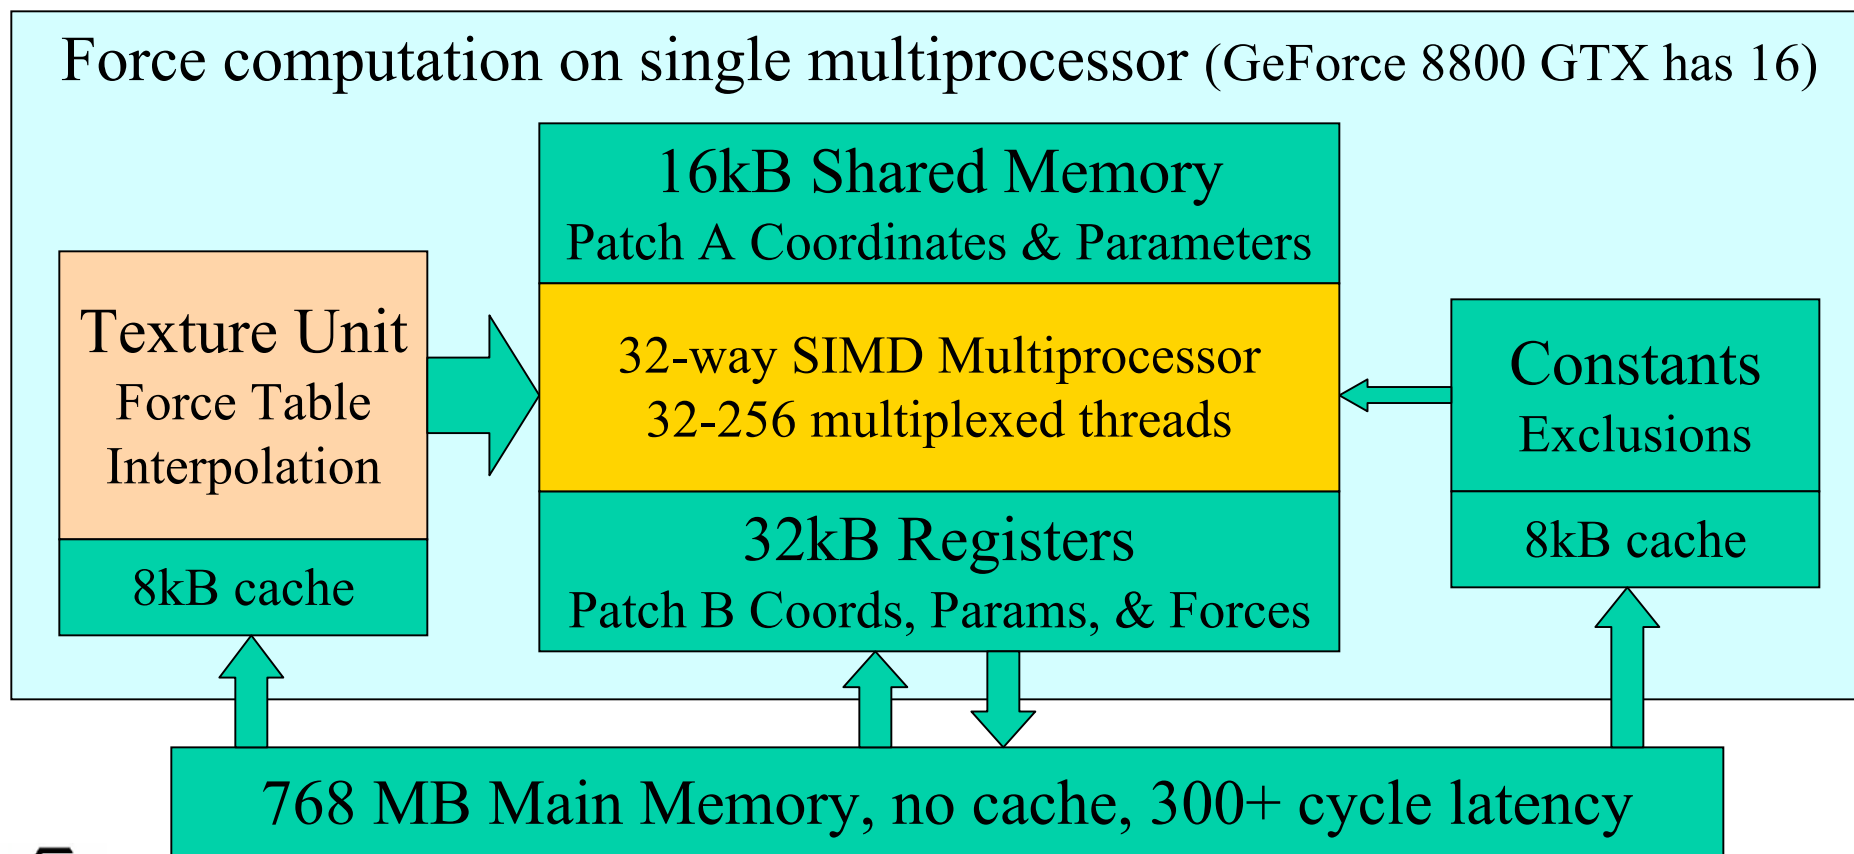 Force computation on single multiprocessor (GeForce 8800 GTX has 16)
16kB Shared Memory
Patch A Coordinates & Parameters
Texture Unit
Force Table
Interpolation
8kB cache
32-way SIMD Multiprocessor
32-256 multiplexed threads
32kB Registers
Patch B Coords, Params, & Forces
Constants
Exclusions
8kB cache
768 MB Main Memory, no cache, 300+ cycle latency